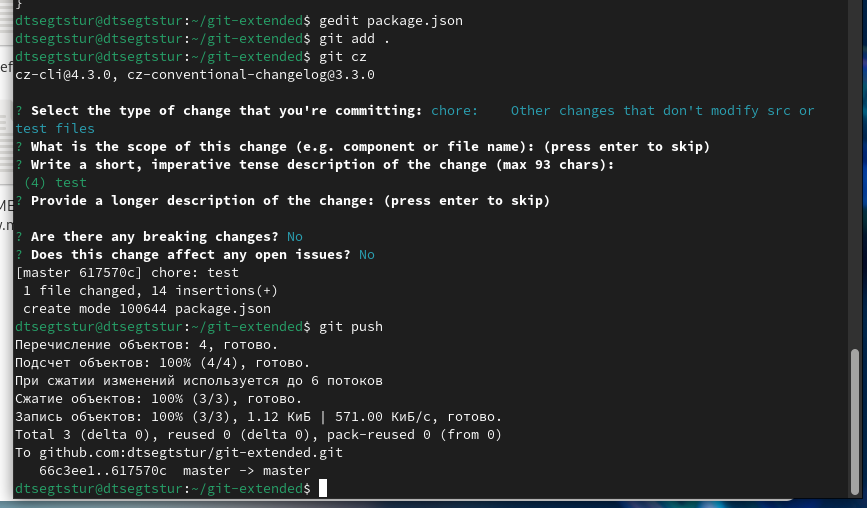 }
dtsegtstur@dtsegtstur:~/git-extended$ gedit package.json
dtsegtstur@dtsegtstur:~/git-extended$ git add .
dtsegtstur@dtsegtstur:~/git-extended$ git cz
cz-cli@4.3.0, cz-conventional-changelog@3.3.0
? Select the type of change that you're committing: chore:    Other changes that don't modify src or
test files
? What is the scope of this change (e.g. component or file name): (press enter to skip)
? Write a short, imperative tense description of the change (max 93 chars):
(4) test
? Provide a longer description of the change: (press enter to skip)
? Are there any breaking changes? No
? Does this change affect any open issues? No
[master 617570c] chore: test
1 file changed, 14 insertions(+)
create mode 100644 package.json
dtsegtstur@dtsegtstur:~/git-extended$ git push
Перечисление объектов: 4, готово.
Подсчет объектов: 100% (4/4), готово.
При сжатии изменений используется до 6 потоков
Сжатие объектов: 100% (3/3), готово.
Запись объектов: 100% (3/3), 1.12 КиБ | 571.00 КиБ/с, готово.
Total 3 (delta 0), reused 0 (delta 0), pack-reused 0 (from 0)
To github.com:dtsegtstur/git-extended.git
66c3ee1..617570c  master -> master
dtsegtstur@dtsegtstur:~/git-extended$